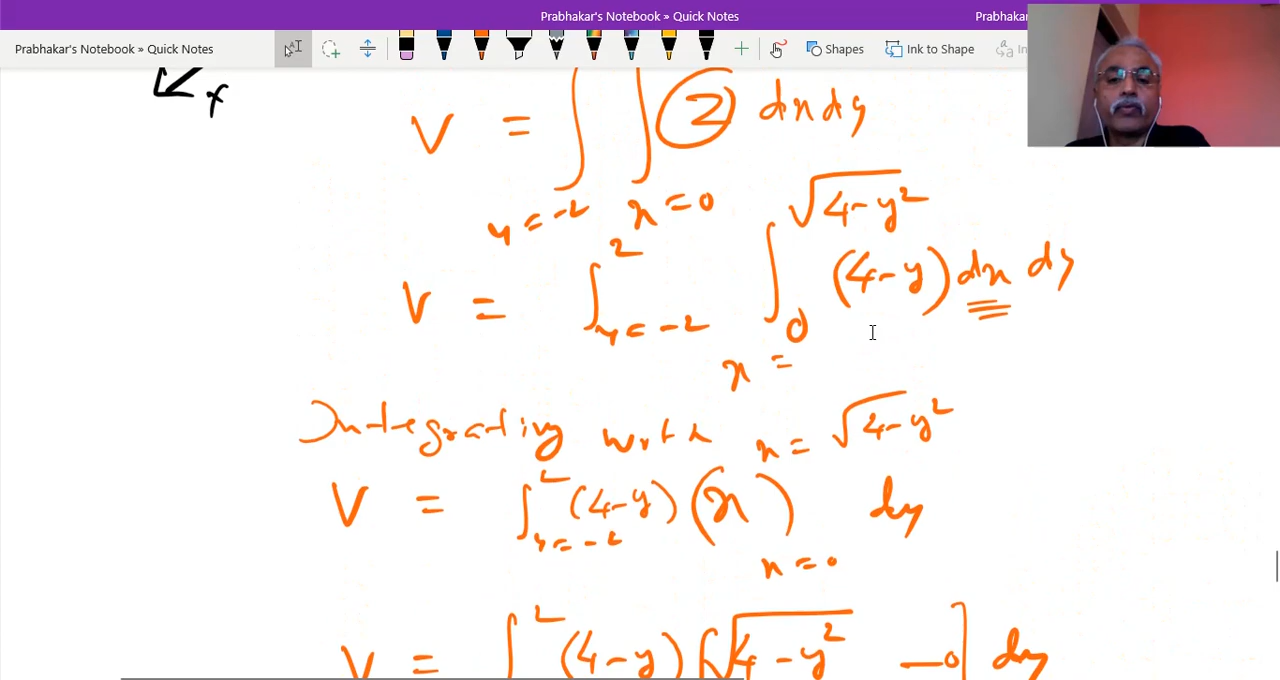 Prabhakar's Notebook » Quick Notes
Prabhakar's
Prabhakar's Notebook » Quick Notes
Shapes
Ink to Shape
In
V = ∫ ∫ z dx dy
y = -2 x = 0
V = ∫_{y = -2}^{2} ∫_{x = 0}^{√4-y²} (4-y) dx dy
Integrating w.r.t x
V = ∫_{y = -2}^{2} (4-y) (x)_{x = 0}^{x = √4-y²} dy
V = ∫^{2} (4-y) [√4-y² - 0] dy